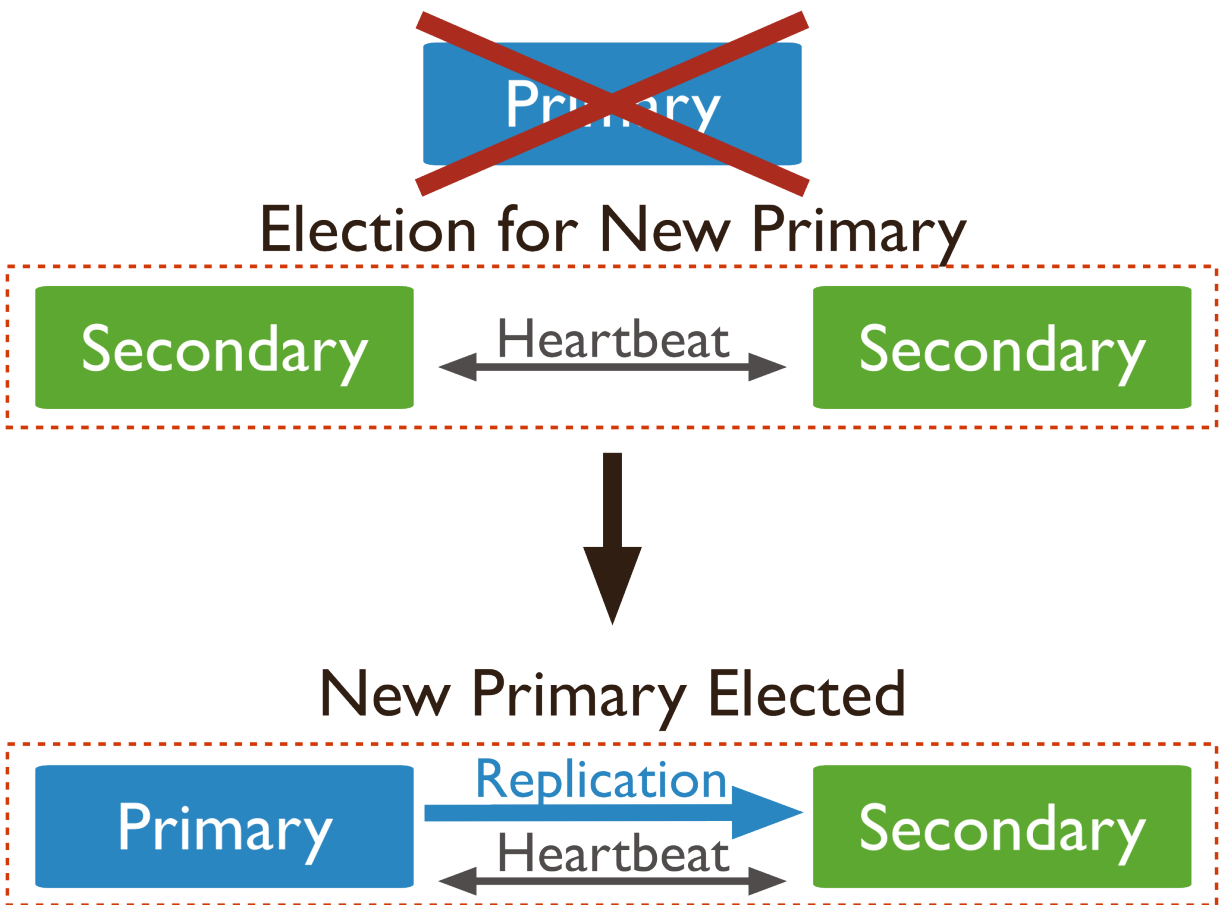 Primary
Election for New Primary
Secondary
Heartbeat
Secondary
New Primary Elected
Primary
Replication
Heartbeat
Secondary